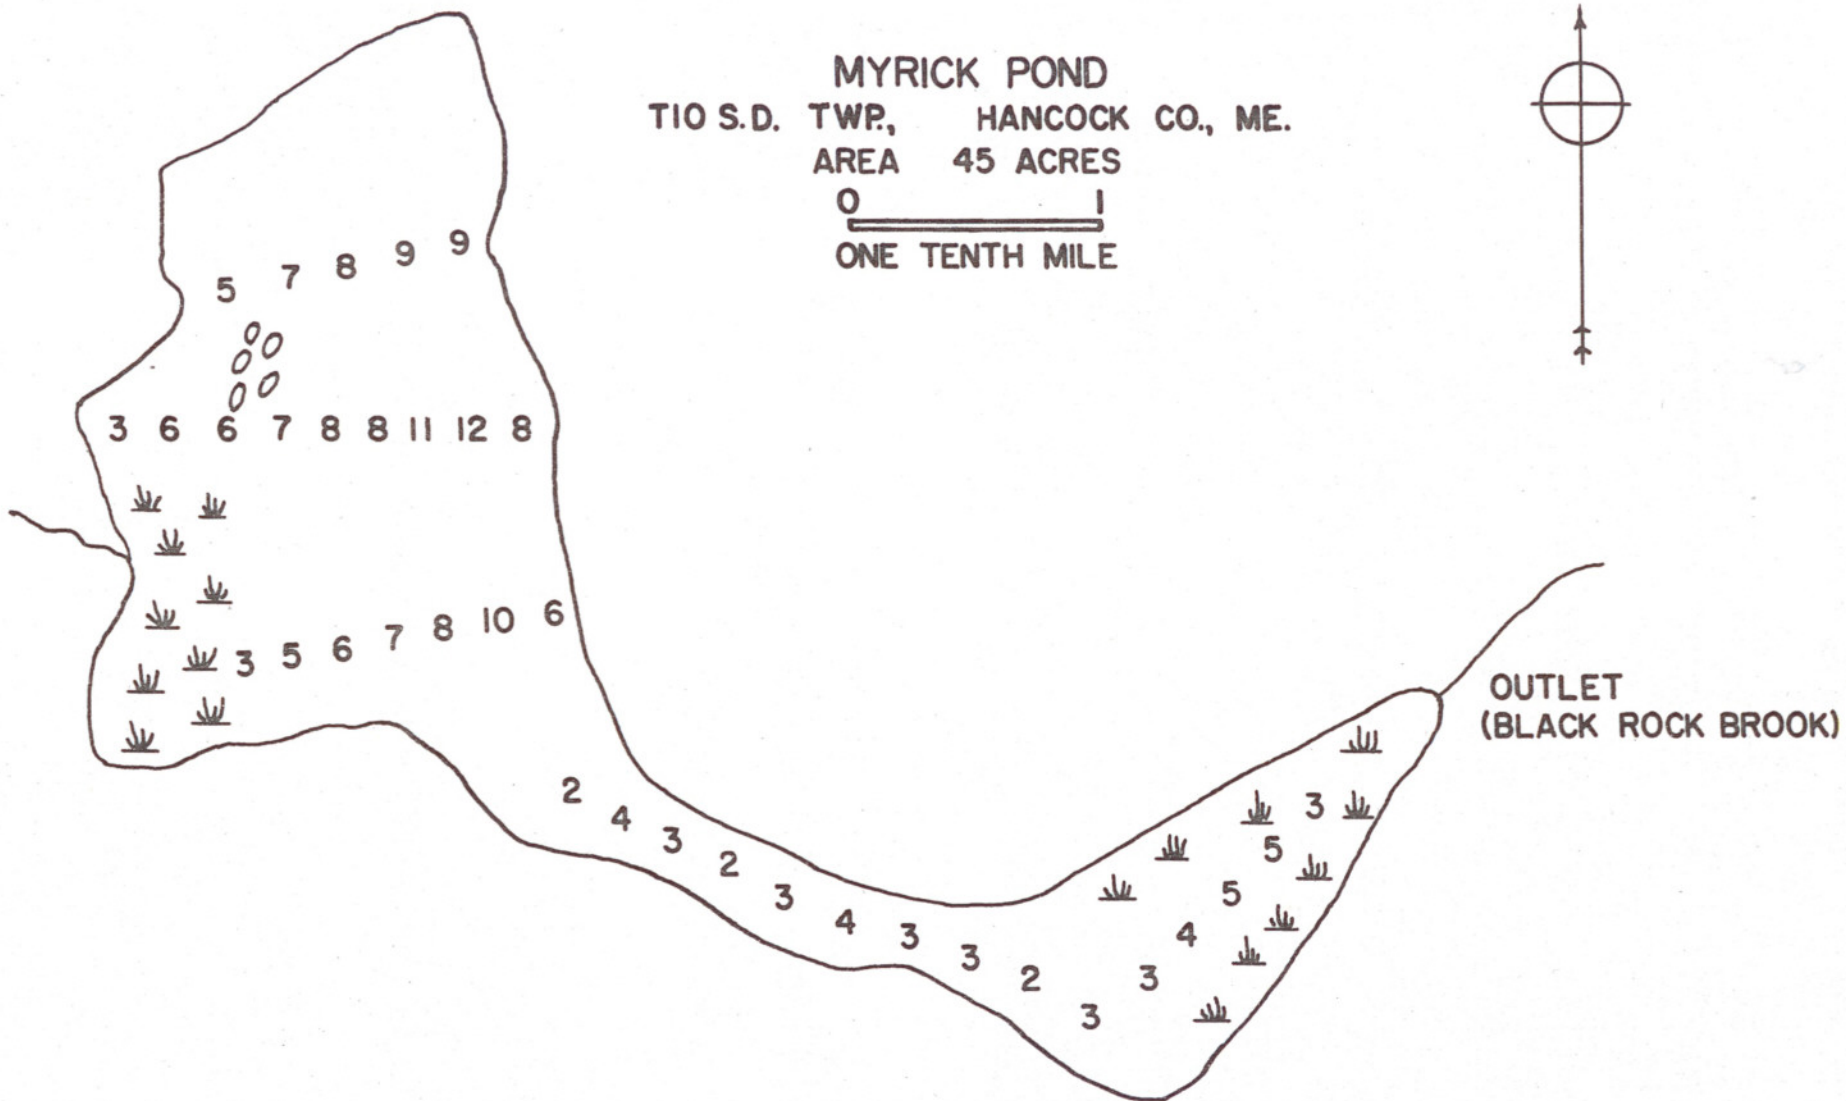 MYRICK POND
T10 S.D. TWP., HANCOCK CO., ME.
AREA 45 ACRES
0 1
ONE TENTH MILE
5 7 8 9 9
3 6 6 7 8 8 11 12 8
3 5 6 7 8 10 6
OUTLET
(BLACK ROCK BROOK)
2 4 3 2 3 4 3 3 2 3 3 4 5 5 3